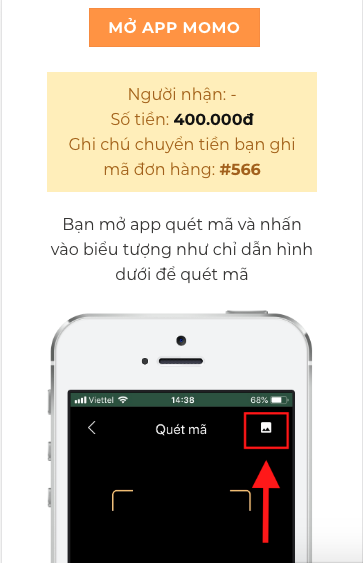 MỞ APP MOMO
Người nhận: -
Số tiền: 400.000đ
Ghi chú chuyển tiền bạn ghi
mã đơn hàng: #566
Bạn mở app quét mã và nhấn
vào biểu tượng như chỉ dẫn hình
dưới để quét mã
Viettel 14:38 68%
Quét mã